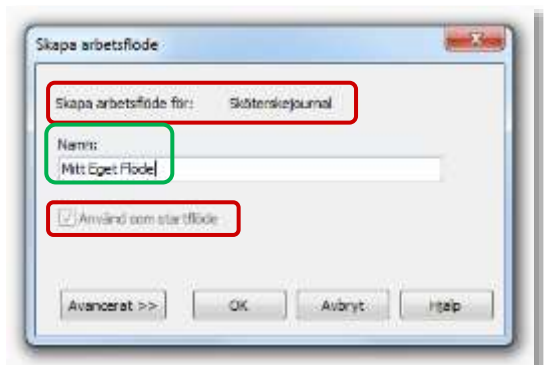 Skapa arbetsflöde
Skapa arbetsflöde för: Sköterskejournal
Namn:
Mitt Eget Flöde
Använd som startflöde
Avancerat >> OK Avbryt Hjälp